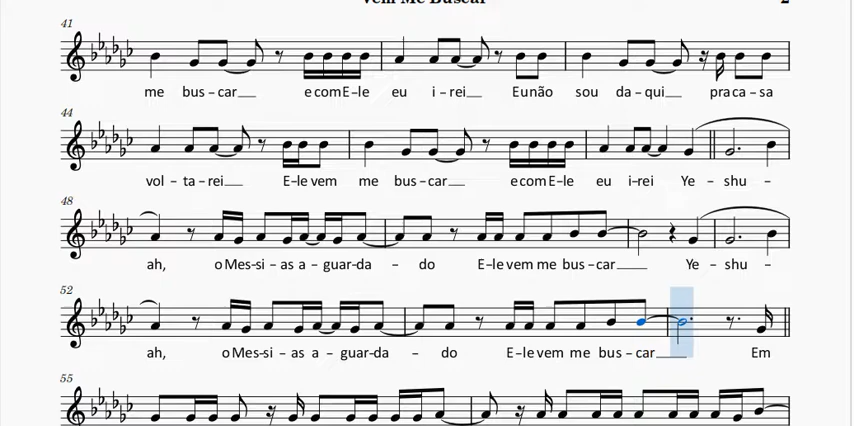 Vem Me Buscar
2
41
me bus – car e comE–le eu i – rei Eunão sou da – qui pra ca – sa
44
vol – ta – rei E–le vem me bus – car e com E–le eu i–rei Ye – shu –
48
ah, o Mes–si – as a – guar–da – do E–le vem me bus – car Ye – shu –
52
ah, o Mes–si – as a – guar–da – do E–le vem me bus – car Em
55